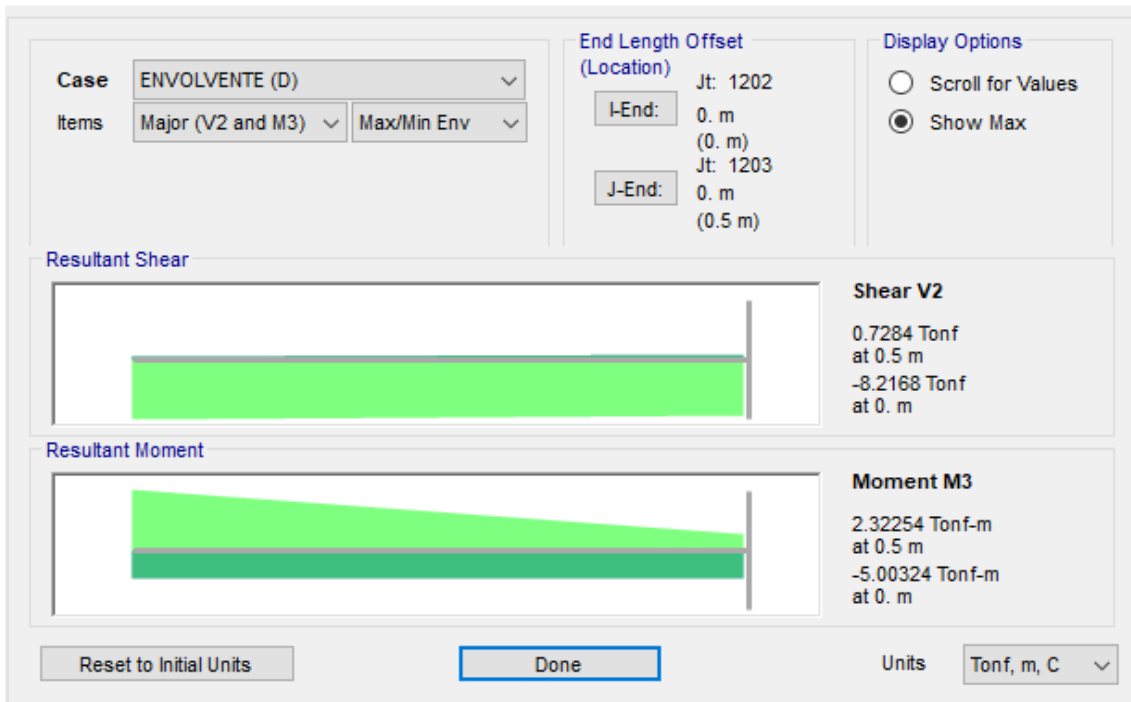 End Length Offset
(Location)
Display Options
Case ENVOLVENTE (D)
Items Major (V2 and M3) Max/Min Env
Jt: 1202
I-End: 0. m
(0. m)
Jt: 1203
J-End: 0. m
(0.5 m)
Scroll for Values
Show Max
Resultant Shear
Shear V2
0.7284 Tonf
at 0.5 m
-8.2168 Tonf
at 0. m
Resultant Moment
Moment M3
2.32254 Tonf-m
at 0.5 m
-5.00324 Tonf-m
at 0. m
Reset to Initial Units
Done
Units Tonf, m, C